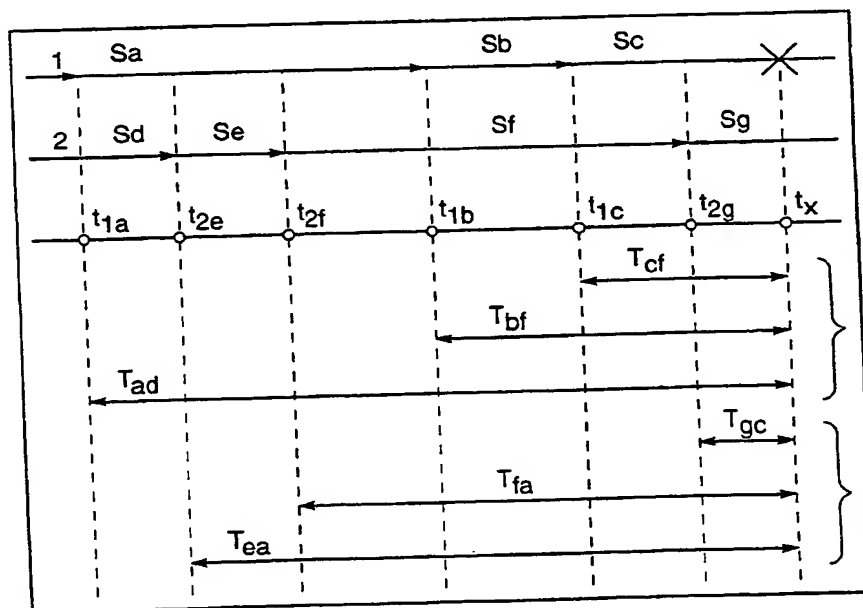 1 Sa Sb Sc
2 Sd Se Sf Sg
t1a t2e t2f t1b t1c t2g tx
Tcf
Tbf
Tad
Tgc
Tfa
Tea